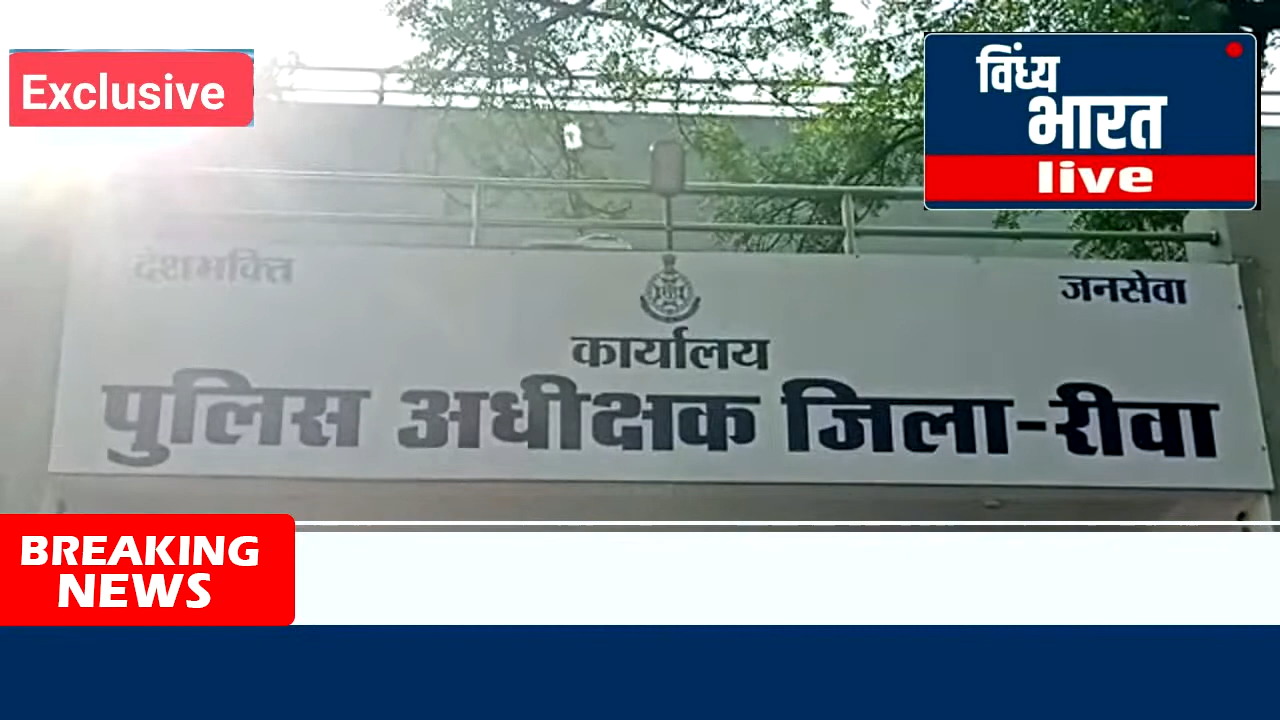 Exclusive
विंध्य
भारत
live
देशभक्ति
जनसेवा
कार्यालय
पुलिस अधीक्षक जिला-रीवा
BREAKING
NEWS